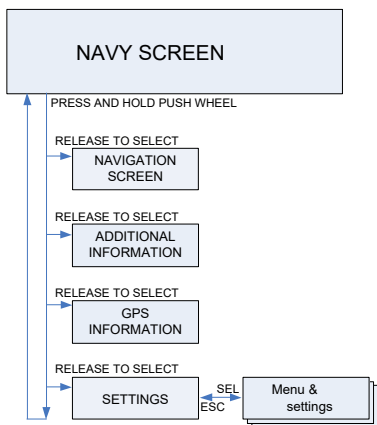 NAVY SCREEN
PRESS AND HOLD PUSH WHEEL
RELEASE TO SELECT
NAVIGATION
SCREEN
RELEASE TO SELECT
ADDITIONAL
INFORMATION
RELEASE TO SELECT
GPS
INFORMATION
RELEASE TO SELECT
SETTINGS
SEL
ESC
Menu &
settings